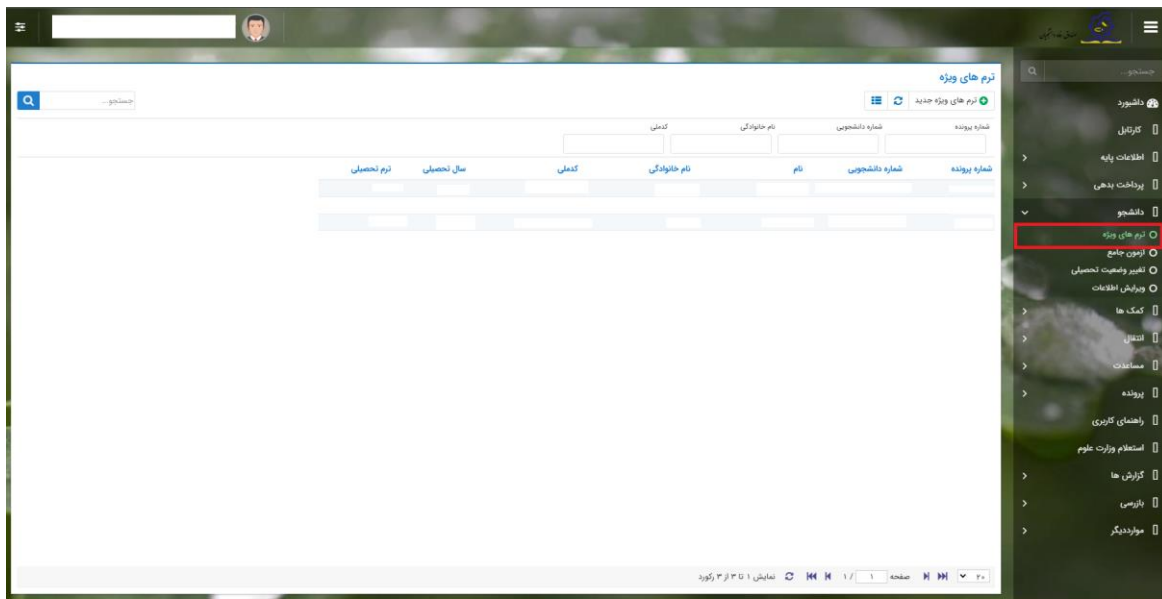 جستجو...
داشبورد
کارتابل
اطلاعات پایه
پرداخت بدهی
دانشجو
ترم های ویژه
آزمون جامع
تغییر وضعیت تحصیلی
ویرایش اطلاعات
کمک ها
انتقال
مساعدت
پرونده
راهنمای کاربری
استعلام وزارت علوم
گزارش ها
بازرسی
مواردديگر
ترم های ویژه
ترم های ویژه جدید
جستجو...
شماره پرونده شماره دانشجویی نام خانوادگی کدملی
شماره پرونده شماره دانشجویی نام نام خانوادگی کدملی سال تحصیلی ترم تحصیلی
۲۰ صفحه ۱ / ۱ نمایش ۱ تا ۳ از ۳ رکورد